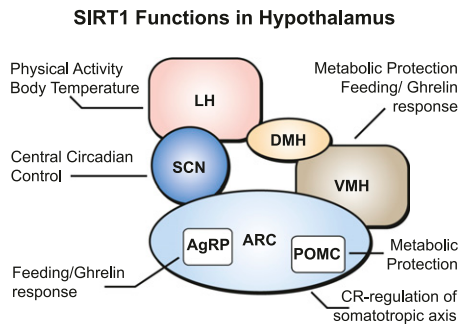 SIRT1 Functions in Hypothalamus
Physical Activity
Body Temperature
Metabolic Protection
Feeding/ Ghrelin
response
LH
DMH
Central Circadian
Control
SCN
VMH
AgRP
ARC
POMC
Metabolic
Protection
Feeding/Ghrelin
response
CR-regulation of
somatotropic axis